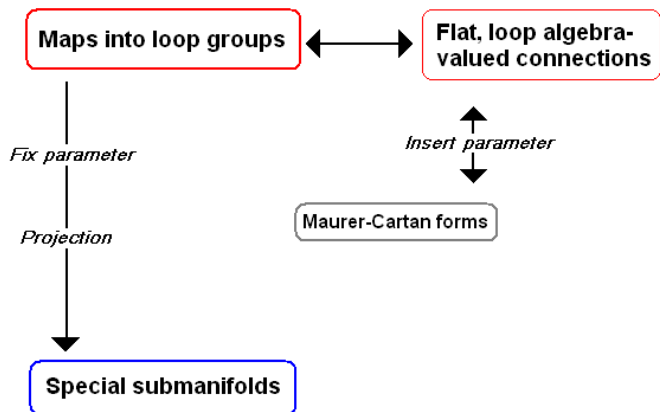 Maps into loop groups
Flat, loop algebra-
valued connections
Fix parameter
Insert parameter
Maurer-Cartan forms
Projection
Special submanifolds